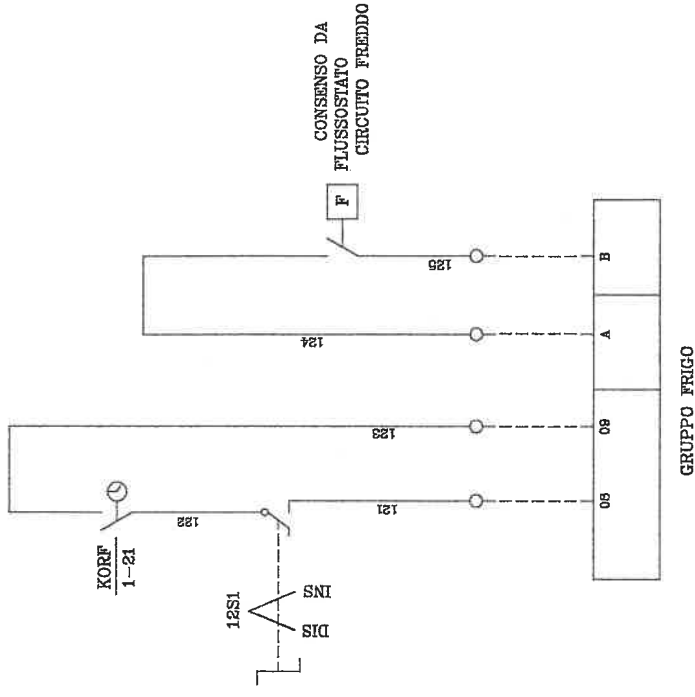 CONSENSO DA
FLUSSOSTATO
CIRCUITO FREDDO
F
KORF
1-21
12S1
DIS
INS
121
122
123
124
125
08
09
A
B
GRUPPO FRIGO